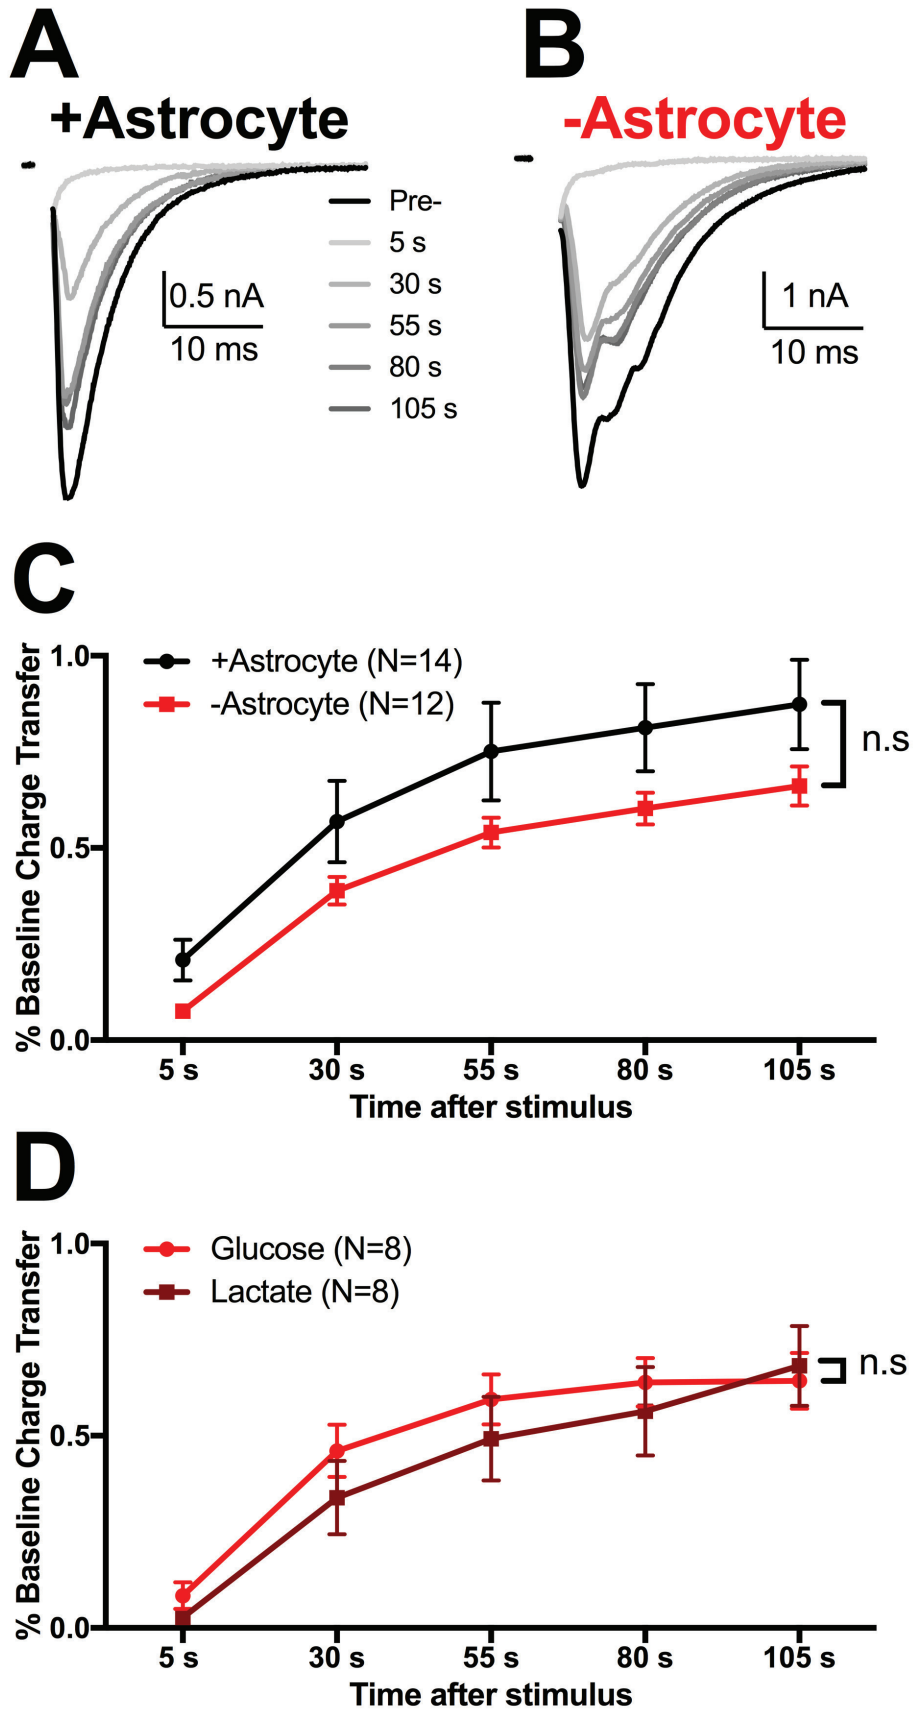 A
B
+Astrocyte
-Astrocyte
Pre-
5 s
30 s
55 s
80 s
105 s
0.5 nA
10 ms
1 nA
10 ms
C
% Baseline Charge Transfer
1.0
0.5
0.0
+Astrocyte (N=14)
-Astrocyte (N=12)
n.s
5 s
30 s
55 s
80 s
105 s
Time after stimulus
D
% Baseline Charge Transfer
1.0
0.5
0.0
Glucose (N=8)
Lactate (N=8)
n.s
5 s
30 s
55 s
80 s
105 s
Time after stimulus